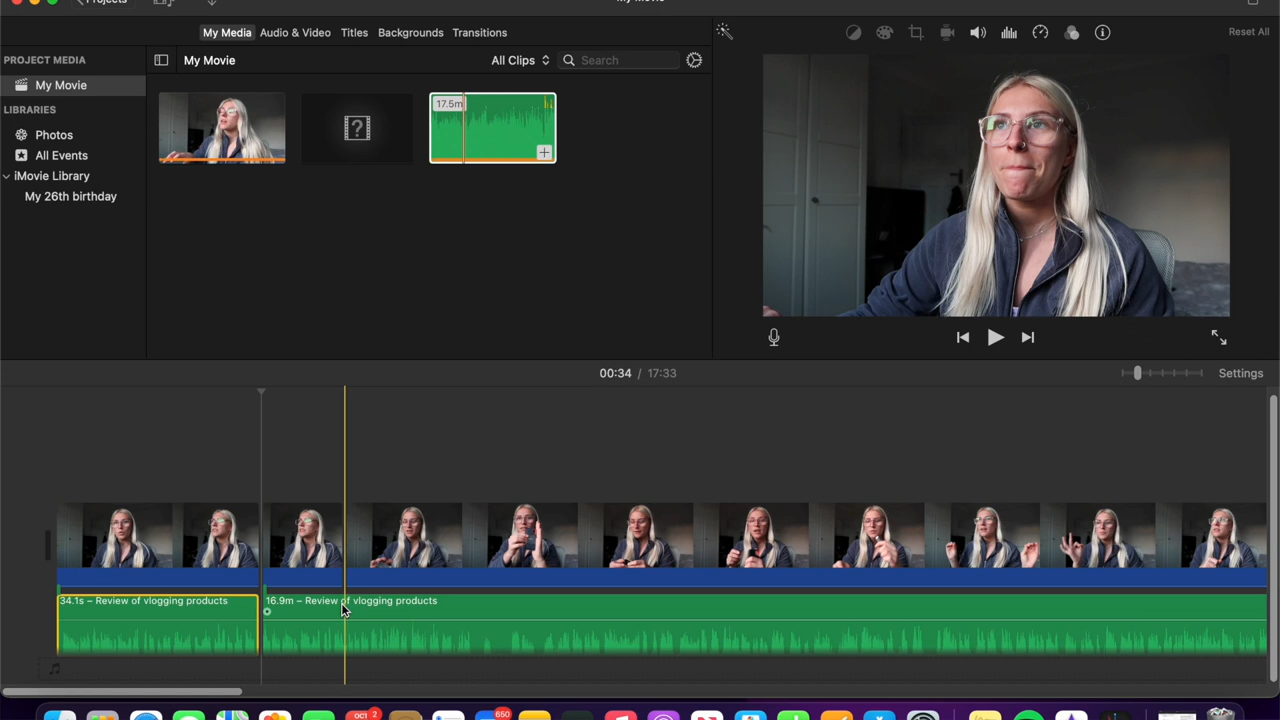 Projects
My Media Audio & Video Titles Backgrounds Transitions
Reset All
PROJECT MEDIA
My Movie
All Clips
Search
My Movie
17.5m
LIBRARIES
Photos
All Events
iMovie Library
My 26th birthday
00:34 / 17:33
Settings
34.1s – Review of vlogging products
16.9m – Review of vlogging products
OCT
2
650